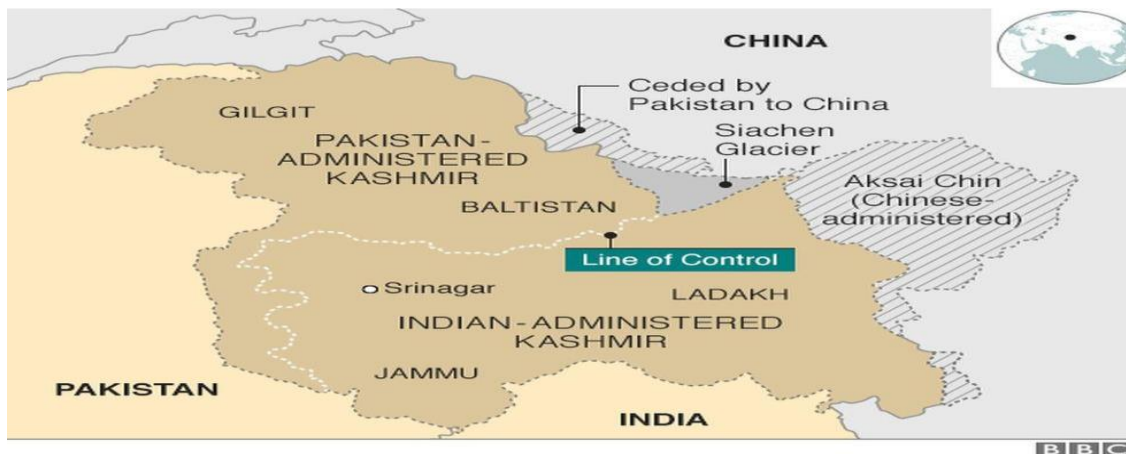 CHINA
Ceded by
Pakistan to China
Siachen
Glacier
GILGIT
PAKISTAN-
ADMINISTERED
KASHMIR
Aksai Chin
(Chinese-
administered)
BALTISTAN
Line of Control
Srinagar
LADAKH
INDIAN-ADMINISTERED
KASHMIR
JAMMU
PAKISTAN
INDIA
BBC